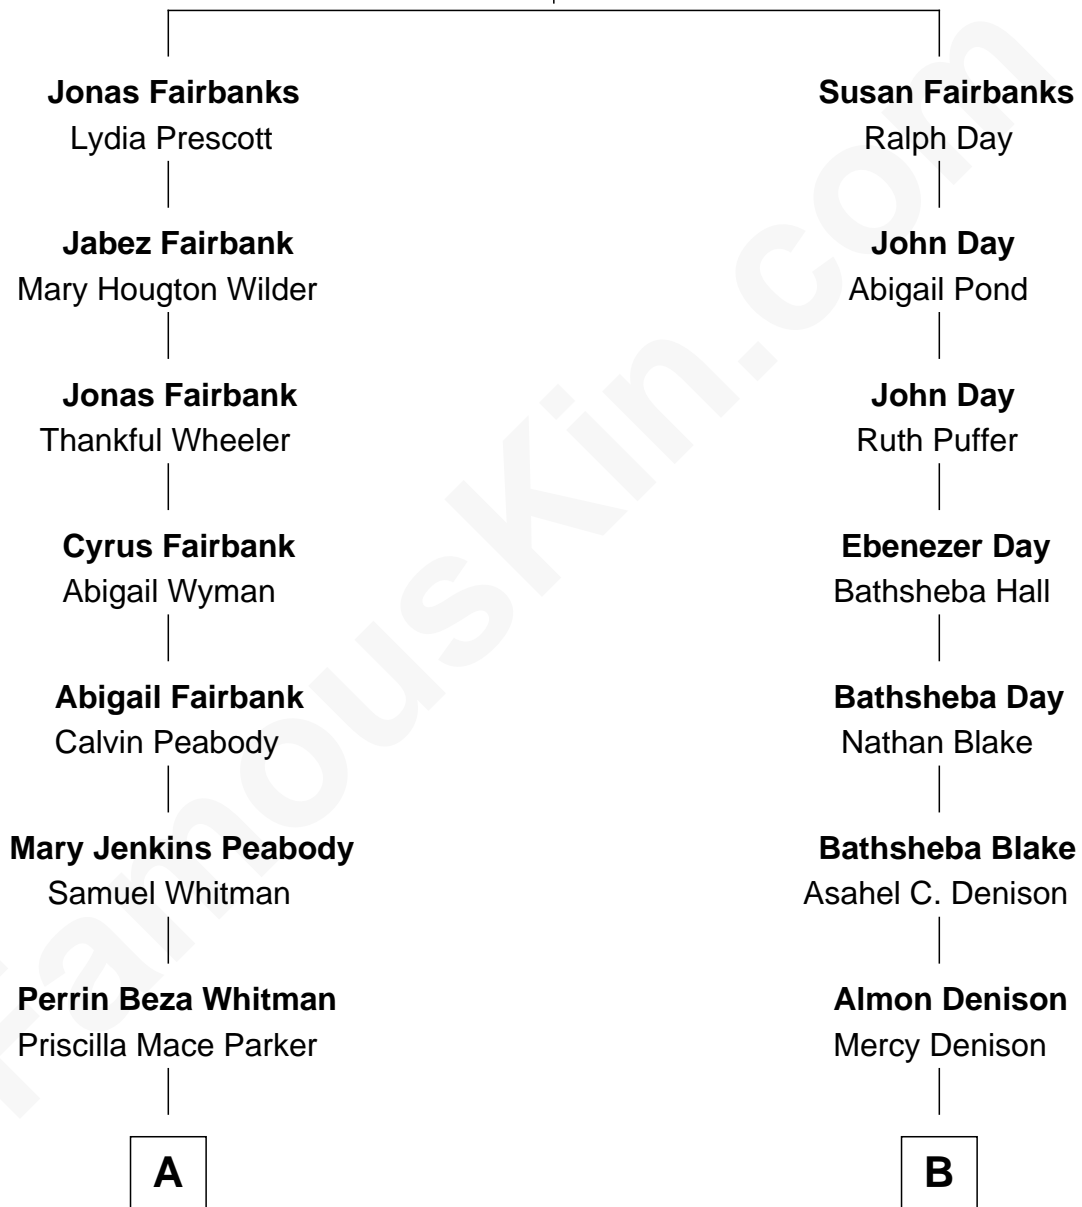 Jonas Fairbanks
Lydia Prescott
Susan Fairbanks
Ralph Day
Jabez Fairbank
Mary Hougton Wilder
John Day
Abigail Pond
Jonas Fairbank
Thankful Wheeler
John Day
Ruth Puffer
Cyrus Fairbank
Abigail Wyman
Ebenezer Day
Bathsheba Hall
Abigail Fairbank
Calvin Peabody
Bathsheba Day
Nathan Blake
Mary Jenkins Peabody
Samuel Whitman
Bathsheba Blake
Asahel C. Denison
Perrin Beza Whitman
Priscilla Mace Parker
Almon Denison
Mercy Denison
A
B
FamousKin.com